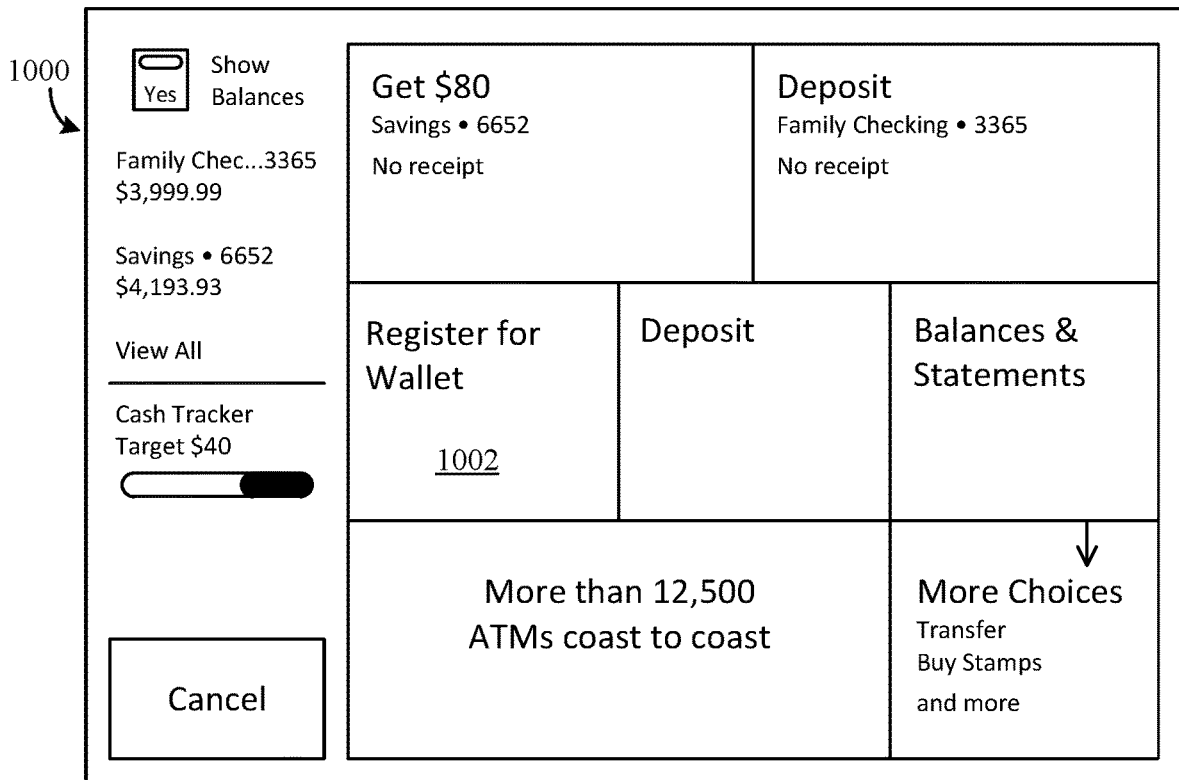 1000
Yes
Show
Balances
Family Chec...3365
$3,999.99
Savings • 6652
$4,193.93
View All
Cash Tracker
Target $40
Cancel
Get $80
Savings • 6652
No receipt
Deposit
Family Checking • 3365
No receipt
Register for
Wallet
1002
Deposit
Balances &
Statements
More than 12,500
ATMs coast to coast
More Choices
Transfer
Buy Stamps
and more